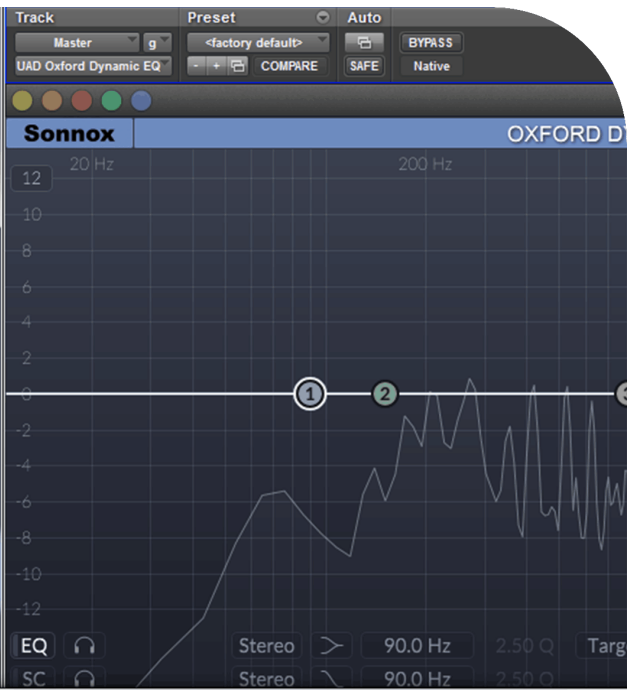 Track Preset Auto
Master g <factory default> BYPASS
UAD Oxford Dynamic EQ - + COMPARE SAFE Native
Sonnox OXFORD D
20 Hz 200 Hz
12
10
8
6
4
2
0
1 2 3
-2
-4
-6
-8
-10
-12
EQ Stereo 90.0 Hz 2.50 Q Targ
SC Stereo 90.0 Hz 2.50 Q